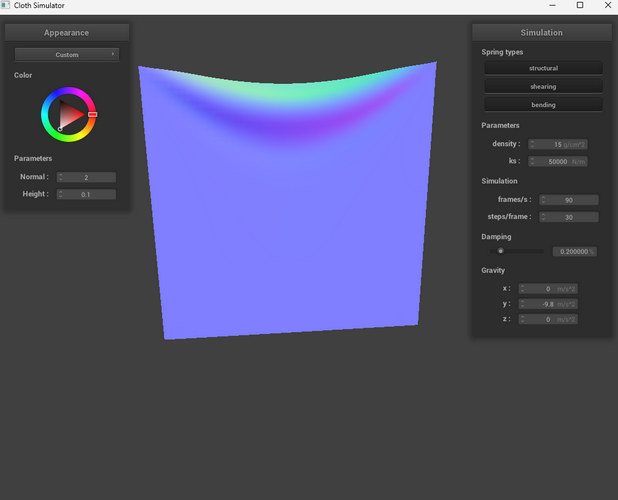 Cloth Simulator
Appearance
Custom
Color
Parameters
Normal : 2
Height : 0.1
Simulation
Spring types
structural
shearing
bending
Parameters
density : 15 g/cm^2
ks : 50000 N/m
Simulation
frames/s : 90
steps/frame : 30
Damping
0.200000 %
Gravity
x : 0 m/s^2
y : -9.8 m/s^2
z : 0 m/s^2